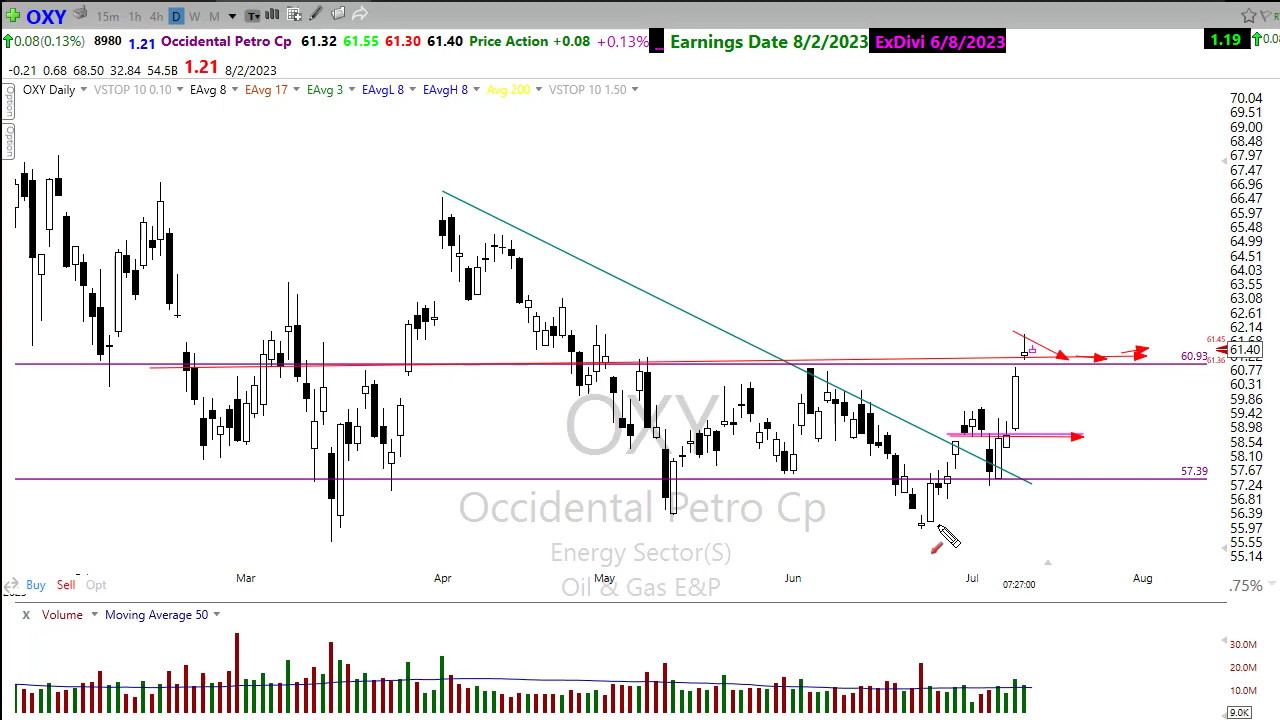 OXY 15m 1h 4h D W M T
0.08(0.13%) 8980 1.21 Occidental Petro Cp 61.32 61.55 61.30 61.40 Price Action +0.08 +0.13% Earnings Date 8/2/2023 ExDivi 6/8/2023 1.19
-0.21 0.68 68.50 32.84 54.5B 1.21 8/2/2023
OXY Daily VSTOP 10 0.10 EAvg 8 EAvg 17 EAvg 3 EAvgL 8 EAvgH 8 Avg 200 VSTOP 10 1.50
Option
Option
70.04
69.51
69.00
68.48
67.97
67.47
66.96
66.47
65.97
65.48
64.99
64.51
64.03
63.55
63.08
62.61
62.14
61.45
61.40
61.36
60.93
60.77
60.31
59.86
59.42
58.98
58.54
58.10
57.67
57.39
57.24
56.81
56.39
55.97
55.55
55.14
OXY
Occidental Petro Cp
Energy Sector(S)
Oil & Gas E&P
Mar Apr May Jun Jul Aug
Buy Sell Opt
07:27:00
.75%
X Volume Moving Average 50
30.0M
20.0M
10.0M
9.0K